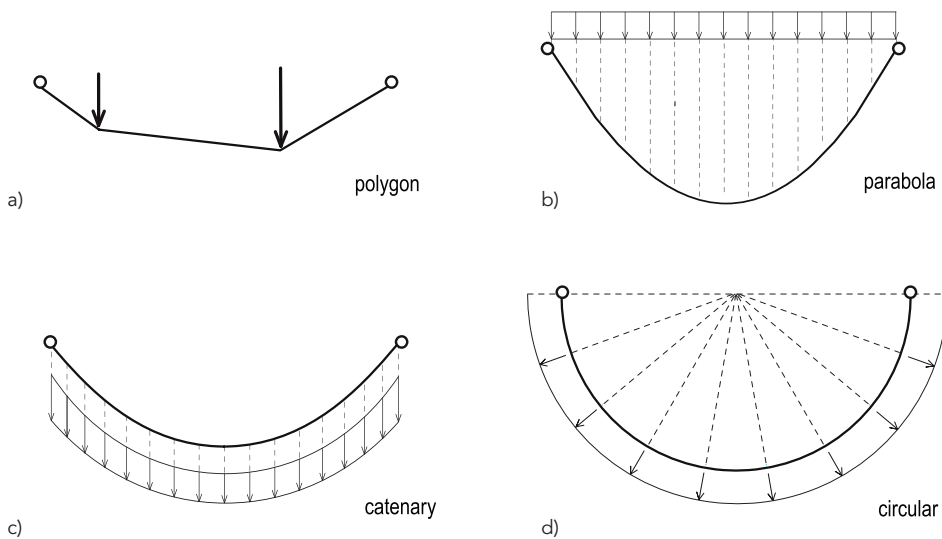 polygon
a)
parabola
b)
catenary
c)
circular
d)